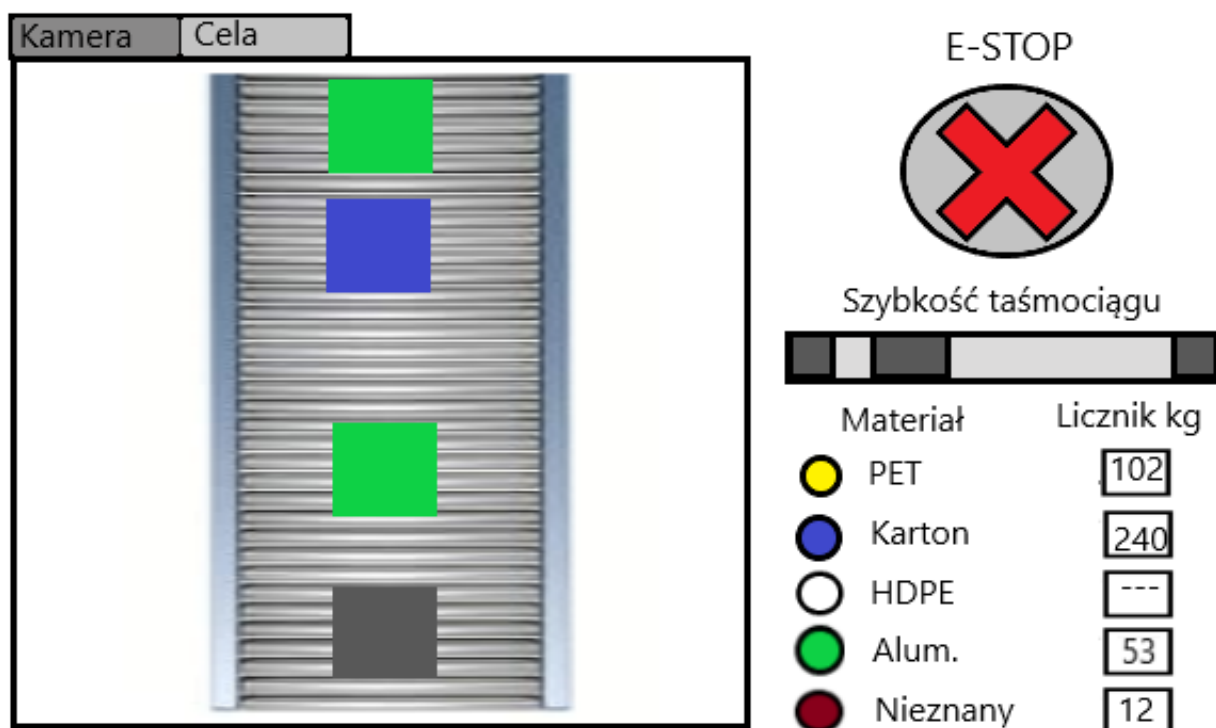 Kamera
Cela
E-STOP
Szybkość taśmociągu
Materiał
Licznik kg
PET
102
Karton
240
HDPE
---
Alum.
53
Nieznany
12